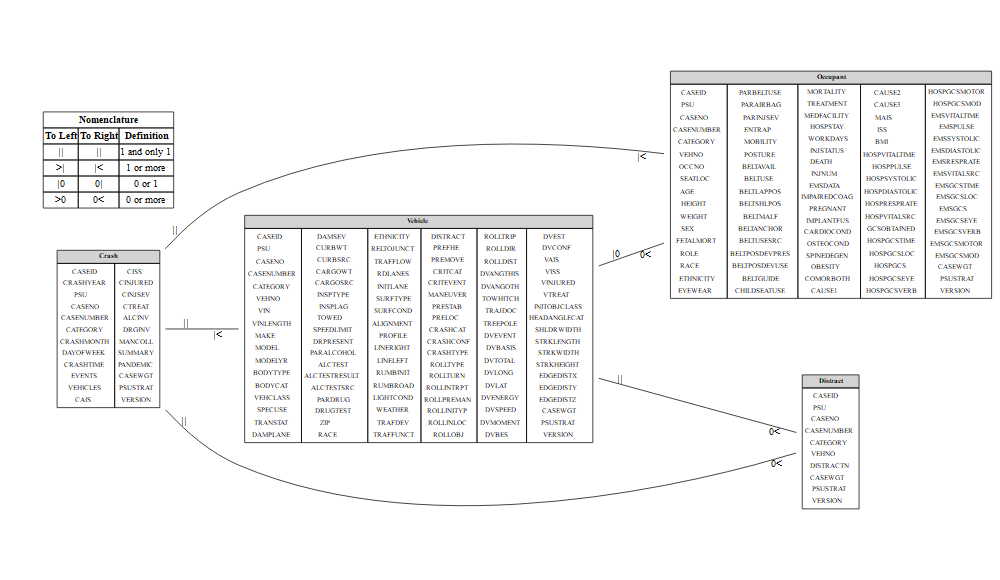 Nomenclature
To Left To Right Definition
|| || 1 and only 1
>| |< 1 or more
|0 0| 0 or 1
>0 0< 0 or more
Crash
CASEID CISS
CRASHYEAR CINJURED
PSU CINJSEV
CASENO CTREAT
CASENUMBER ALCINV
CATEGORY DRGINV
CRASHMONTH MANCOLL
DAYOFWEEK SUMMARY
CRASHTIME PANDEMIC
EVENTS CASEWGT
VEHICLES PSUSTRAT
CAIS VERSION
||
||
||
|<
|<
Vehicle
CASEID
PSU
CASENO
CASENUMBER
CATEGORY
VEHNO
VIN
VINLENGTH
MAKE
MODEL
MODELYR
BODYTYPE
BODYCAT
VEHCLASS
SPECUSE
TRANSTAT
DAMPLANE
DAMSEV
CURBWT
CURBSRC
CARGOWT
CARGOSRC
INSPTYPE
INSPLAG
TOWED
SPEEDLIMIT
DRPRESENT
PARALCOHOL
ALCTEST
ALCTESTRESULT
ALCTESTSRC
PARDRUG
DRUGTEST
ZIP
RACE
ETHNICITY
RELTOJUNCT
TRAFFLOW
RDLANES
INITLANE
SURFTYPE
SURFCOND
ALIGNMENT
PROFILE
LINERIGHT
LINELEFT
RUMBINIT
RUMBROAD
LIGHTCOND
WEATHER
TRAFDEV
TRAFFUNCT
DISTRACT
PREFHE
PREMOVE
CRITCAT
CRITEVENT
MANEUVER
PRESTAB
PRELOC
CRASHCAT
CRASHCONF
CRASHTYPE
ROLLTYPE
ROLLTURN
ROLLINTRPT
ROLLPREMAN
ROLLINITYP
ROLLINLOC
ROLLOBJ
ROLLTRIP
ROLLDIR
ROLLDIST
DVANGTHIS
DVANGOTH
TOWHITCH
TRAJDOC
TREEPOLE
DVEVENT
DVBASIS
DVTOTAL
DVLONG
DVLAT
DVENERGY
DVSPEED
DVMOMENT
DVBES
DVEST
DVCONF
VAIS
VISS
VINJURED
VTREAT
INITOBJCLASS
HEADANGLECAT
SHLDRWIDTH
STRKLENGTH
STRKWIDTH
STRKHEIGHT
EDGEDISTX
EDGEDISTY
EDGEDISTZ
CASEWGT
PSUSTRAT
VERSION
|0 0<
||
0<
0<
Occupant
CASEID
PSU
CASENO
CASENUMBER
CATEGORY
VEHNO
OCCNO
SEATLOC
AGE
HEIGHT
WEIGHT
SEX
FETALMORT
ROLE
RACE
ETHNICITY
EYEWEAR
PARBELTUSE
PARAIRBAG
PARINJSEV
ENTRAP
MOBILITY
POSTURE
BELTAVAIL
BELTUSE
BELTLAPPOS
BELTSHLPOS
BELTMALF
BELTANCHOR
BELTUSESRC
BELTPOSDEVPRES
BELTPOSDEVUSE
BELTGUIDE
CHILDSEATUSE
MORTALITY
TREATMENT
MEDFACILITY
HOSPSTAY
WORKDAYS
INJSTATUS
DEATH
INJNUM
EMSDATA
IMPAIREDCOAG
PREGNANT
IMPLANTFUS
CARDIOCOND
OSTEOCOND
SPINEDEGEN
OBESITY
COMORBOTH
CAUSE1
CAUSE2
CAUSE3
MAIS
ISS
BMI
HOSPVITALTIME
HOSPPULSE
HOSPSYSTOLIC
HOSPDIASTOLIC
HOSPRESPRATE
HOSPVITALSRC
GCSOBTAINED
HOSPGCSTIME
HOSPGCSLOC
HOSPGCS
HOSPGCSEYE
HOSPGCSVERB
HOSPGCSMOTOR
HOSPGCSMOD
EMSVITALTIME
EMSPULSE
EMSSYSTOLIC
EMSDIASTOLIC
EMSRESPRATE
EMSVITALSRC
EMSGCSTIME
EMSGCSLOC
EMSGCS
EMSGCSEYE
EMSGCSVERB
EMSGCSMOTOR
EMSGCSMOD
CASEWGT
PSUSTRAT
VERSION
Distract
CASEID
PSU
CASENO
CASENUMBER
CATEGORY
VEHNO
DISTRACTN
CASEWGT
PSUSTRAT
VERSION